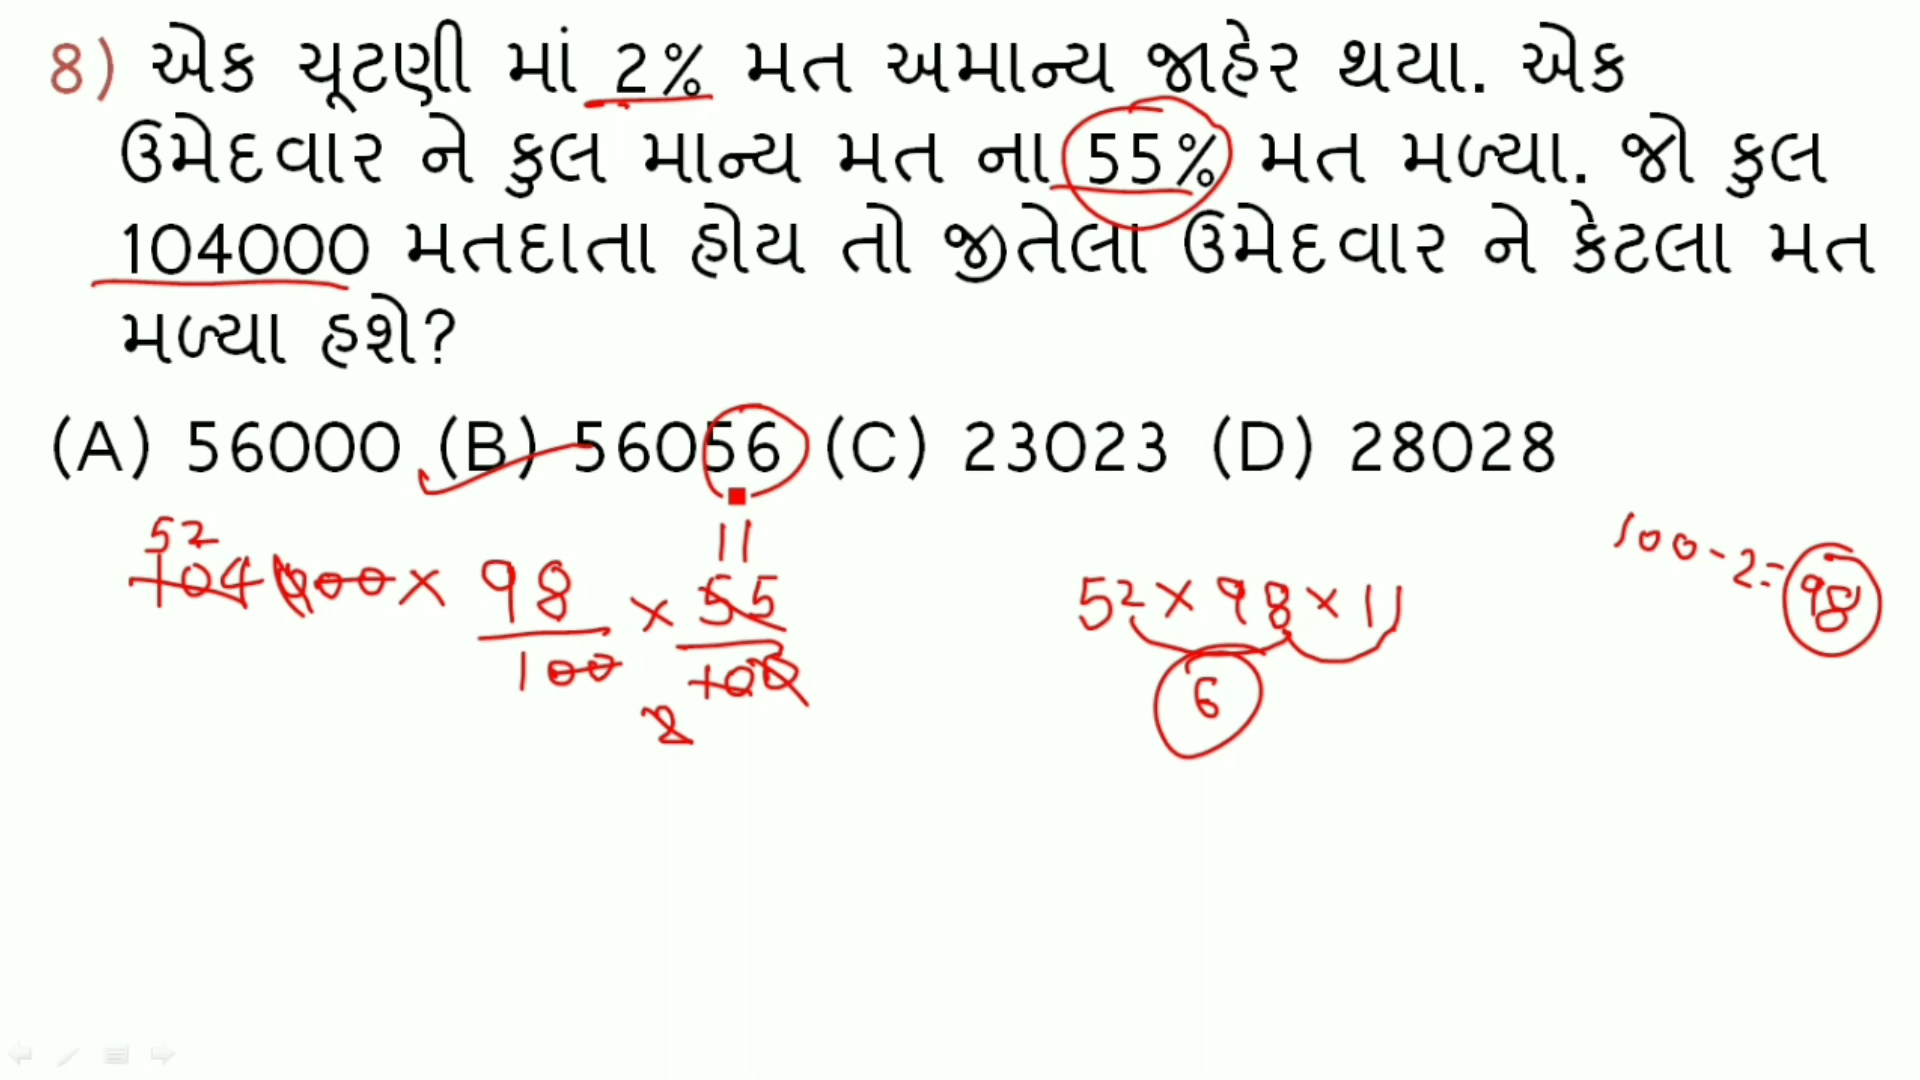 8) એક ચૂટણી માં 2% મત અમાન્ય જાહેર થયા. એક
ઉમેદવાર ને કુલ માન્ય મત ના 55% મત મળ્યા. જો કુલ
104000 મતદાતા હોય તો જીતેલા ઉમેદવાર ને કેટલા મત
મળ્યા હશે?
(A) 56000 (B) 56056 (C) 23023 (D) 28028
52
11
104000 × 98 × 55
100 100
2
52 × 98 × 11
6
100 - 2 = 98